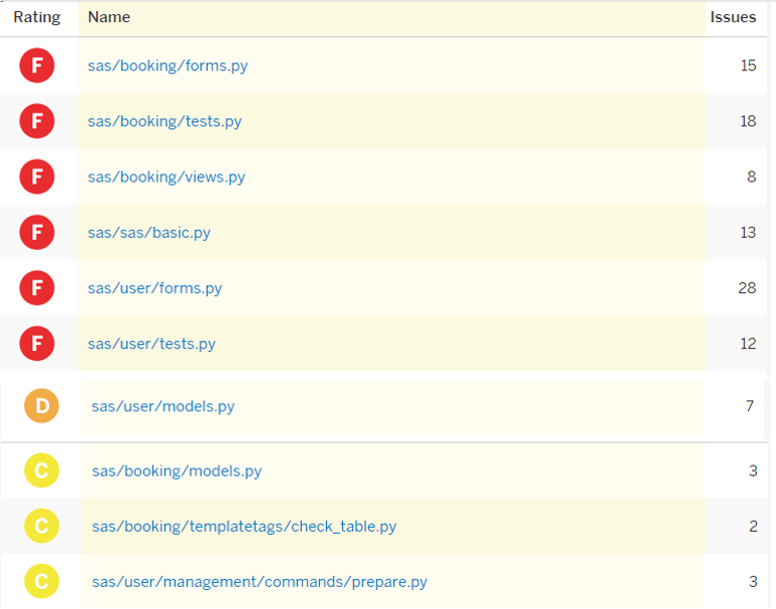 Rating Name Issues
F sas/booking/forms.py 15
F sas/booking/tests.py 18
F sas/booking/views.py 8
F sas/sas/basic.py 13
F sas/user/forms.py 28
F sas/user/tests.py 12
D sas/user/models.py 7
C sas/booking/models.py 3
C sas/booking/templatetags/check_table.py 2
C sas/user/management/commands/prepare.py 3